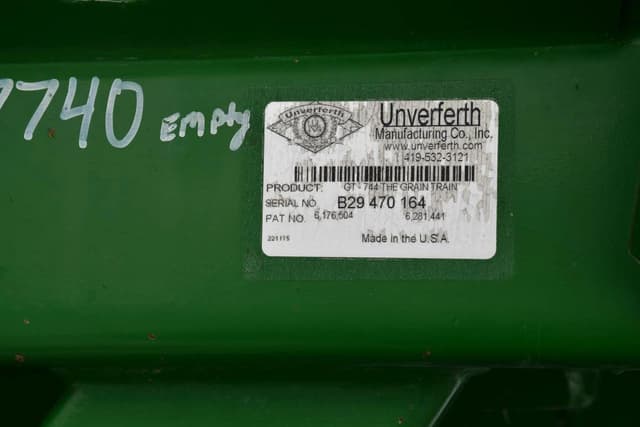 7740 Empty
Unverferth
Unverferth
Manufacturing Co., Inc.
www.unverferth.com
419-532-3121
PRODUCT: GT - 744 THE GRAIN TRAIN
SERIAL NO. B29 470 164
PAT NO. 6,176,504 6,281,441
Made in the U.S.A.